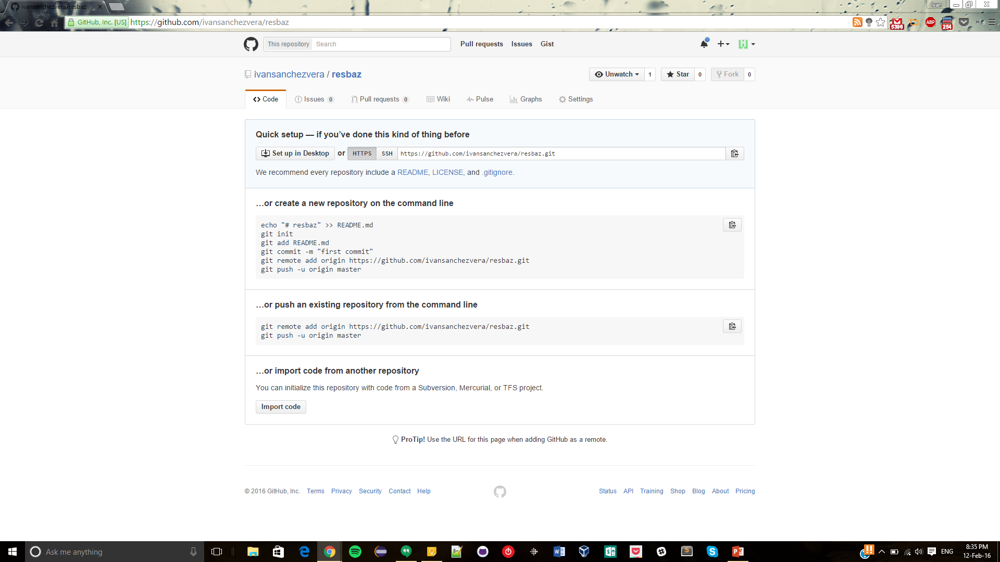 ivansanchezvera/resbaz
Ivan
GitHub, Inc. [US] https://github.com/ivansanchezvera/resbaz
5396 ABP 254
This repository Search Pull requests Issues Gist
ivansanchezvera / resbaz
Unwatch 1 Star 0 Fork 0
Code Issues 0 Pull requests 0 Wiki Pulse Graphs Settings
Quick setup — if you’ve done this kind of thing before
Set up in Desktop or HTTPS SSH https://github.com/ivansanchezvera/resbaz.git
We recommend every repository include a README, LICENSE, and .gitignore.
…or create a new repository on the command line
echo "# resbaz" >> README.md
git init
git add README.md
git commit -m "first commit"
git remote add origin https://github.com/ivansanchezvera/resbaz.git
git push -u origin master
…or push an existing repository from the command line
git remote add origin https://github.com/ivansanchezvera/resbaz.git
git push -u origin master
…or import code from another repository
You can initialize this repository with code from a Subversion, Mercurial, or TFS project.
Import code
ProTip! Use the URL for this page when adding GitHub as a remote.
© 2016 GitHub, Inc. Terms Privacy Security Contact Help
Status API Training Shop Blog About Pricing
Ask me anything
ENG
8:35 PM
12-Feb-16